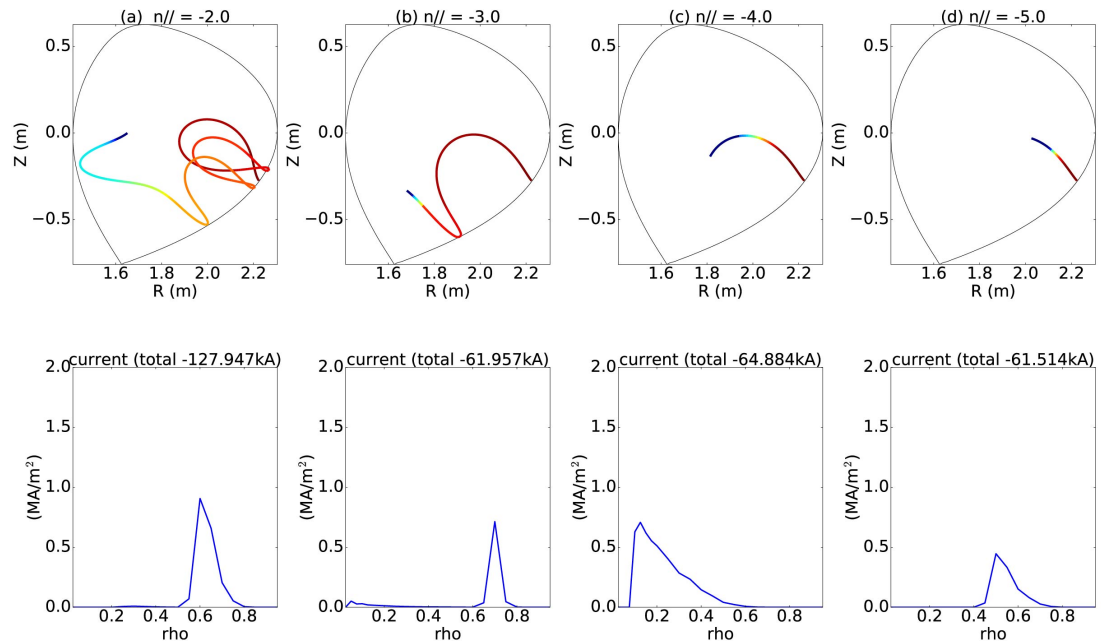 (a) n// = -2.0
(b) n// = -3.0
(c) n// = -4.0
(d) n// = -5.0
0.5
0.0
−0.5
Z (m)
1.6 1.8 2.0 2.2
R (m)
0.5
0.0
−0.5
Z (m)
1.6 1.8 2.0 2.2
R (m)
0.5
0.0
−0.5
Z (m)
1.6 1.8 2.0 2.2
R (m)
0.5
0.0
−0.5
Z (m)
1.6 1.8 2.0 2.2
R (m)
current (total -127.947kA)
current (total -61.957kA)
current (total -64.884kA)
current (total -61.514kA)
2.0
1.5
1.0
0.5
0.0
(MA/m²)
0.2 0.4 0.6 0.8
rho
2.0
1.5
1.0
0.5
0.0
(MA/m²)
0.2 0.4 0.6 0.8
rho
2.0
1.5
1.0
0.5
0.0
(MA/m²)
0.2 0.4 0.6 0.8
rho
2.0
1.5
1.0
0.5
0.0
(MA/m²)
0.2 0.4 0.6 0.8
rho